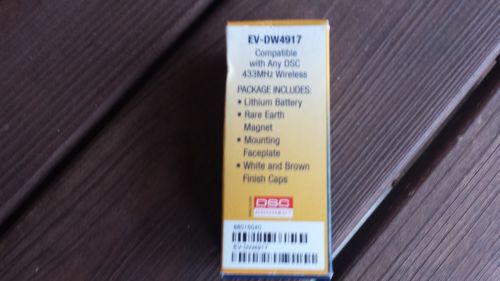 EV-DW4917
Compatible
with Any DSC
433MHz Wireless
PACKAGE INCLUDES:
• Lithium Battery
• Rare Earth
Magnet
• Mounting
Faceplate
• White and Brown
Finish Caps
DSC
EV-DW4917